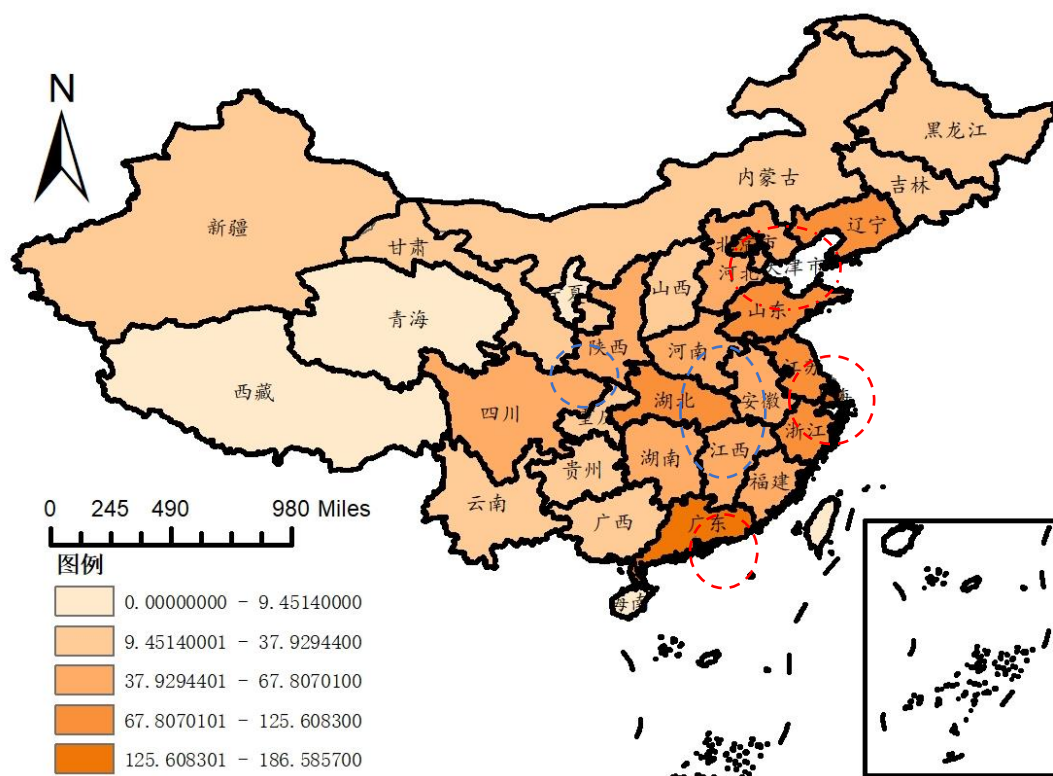 N
黑龙江
内蒙古
吉林
新疆
辽宁
甘肃
北京市
天津市
河北
山西
宁夏
山东
青海
陕西
河南
江苏
西藏
四川
湖北
安徽
重庆
浙江
湖南
江西
贵州
福建
云南
广西
广东
海南
0 245 490 980 Miles
图例
0.00000000 - 9.45140000
9.45140001 - 37.9294400
37.9294401 - 67.8070100
67.8070101 - 125.608300
125.608301 - 186.585700